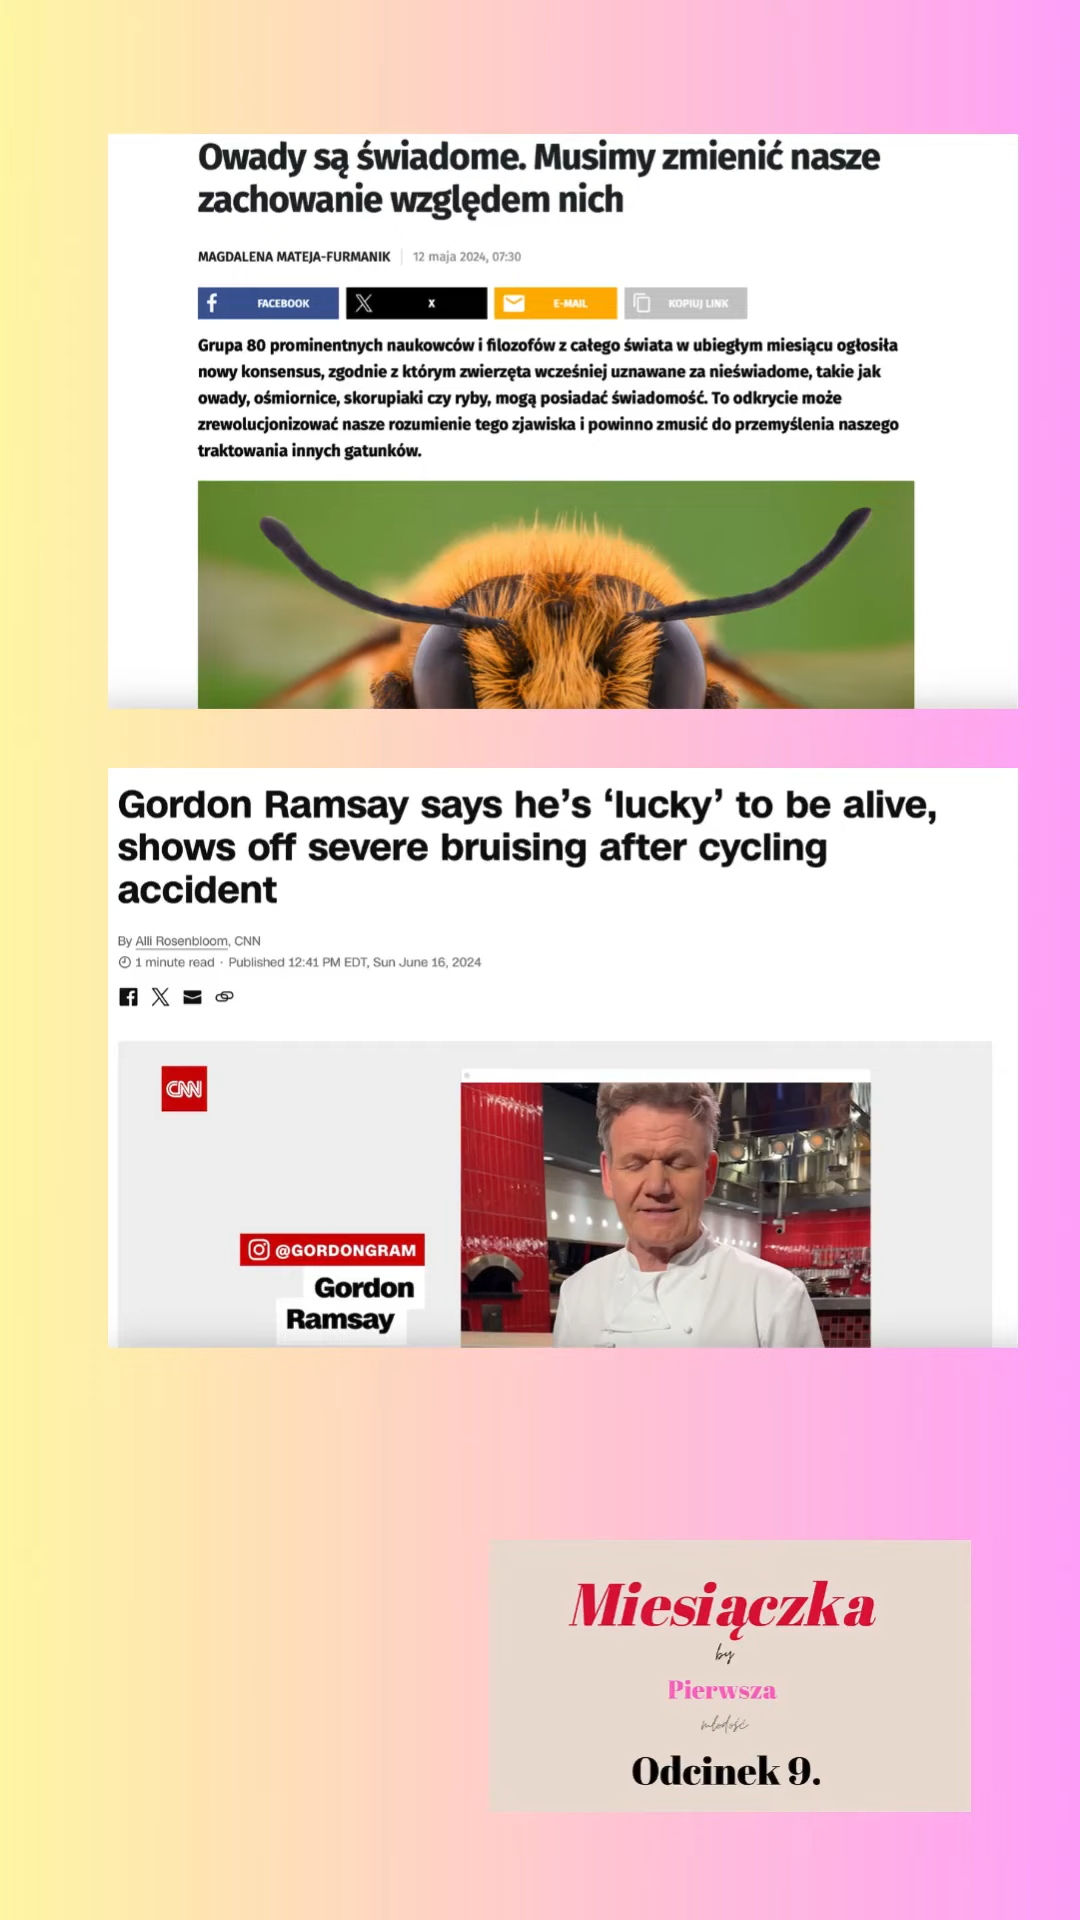 Owady są świadome. Musimy zmienić nasze
zachowanie względem nich
MAGDALENA MATEJA-FURMANIK
12 maja 2024, 07:30
FACEBOOK
X
E-MAIL
KOPIUJ LINK
Grupa 80 prominentnych naukowców i filozofów z całego świata w ubiegłym miesiącu ogłosiła
nowy konsensus, zgodnie z którym zwierzęta wcześniej uznawane za nieświadome, takie jak
owady, ośmiornice, skorupiaki czy ryby, mogą posiadać świadomość. To odkrycie może
zrewolucjonizować nasze rozumienie tego zjawiska i powinno zmusić do przemyślenia naszego
traktowania innych gatunków.
Gordon Ramsay says he’s ‘lucky’ to be alive,
shows off severe bruising after cycling
accident
By Alli Rosenbloom, CNN
1 minute read · Published 12:41 PM EDT, Sun June 16, 2024
CNN
@GORDONGRAM
Gordon
Ramsay
Miesiączka
by
Pierwsza
młodość
Odcinek 9.